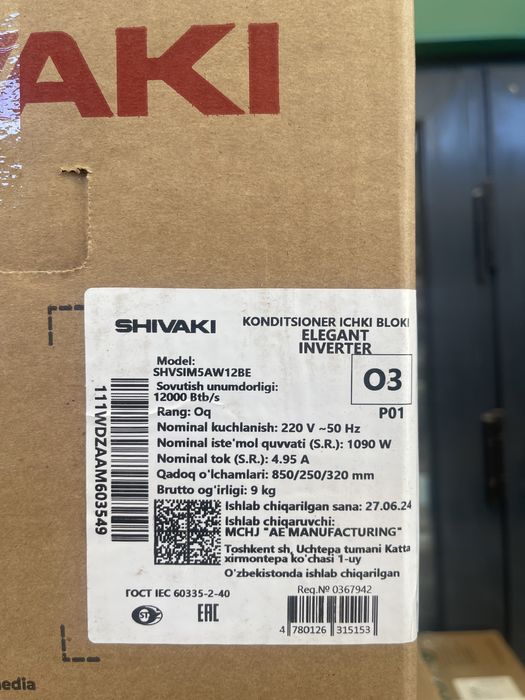 AKI
SHIVAKI
KONDITSIONER ICHKI BLOKI
ELEGANT
INVERTER
Model:
SHVSIM5AW12BE
O3
Sovutish unumdorligi:
12000 Btb/s
Rang: Oq
P01
Nominal kuchlanish: 220 V ~50 Hz
Nominal iste'mol quvvati (S.R.): 1090 W
Nominal tok (S.R.): 4.95 A
Qadoq o'lchamlari: 850/250/320 mm
Brutto og'irligi: 9 kg
111WDZAAAM603549
Ishlab chiqarilgan sana: 27.06.24
Ishlab chiqaruvchi:
MCHJ "AE MANUFACTURING"
Toshkent sh, Uchtepa tumani Katta
xirmontepa ko'chasi 1-uy
O'zbekistonda ishlab chiqarilgan
ГОСТ IEC 60335-2-40
Req.№ 0367942
EAC
4 780126 315153
edia